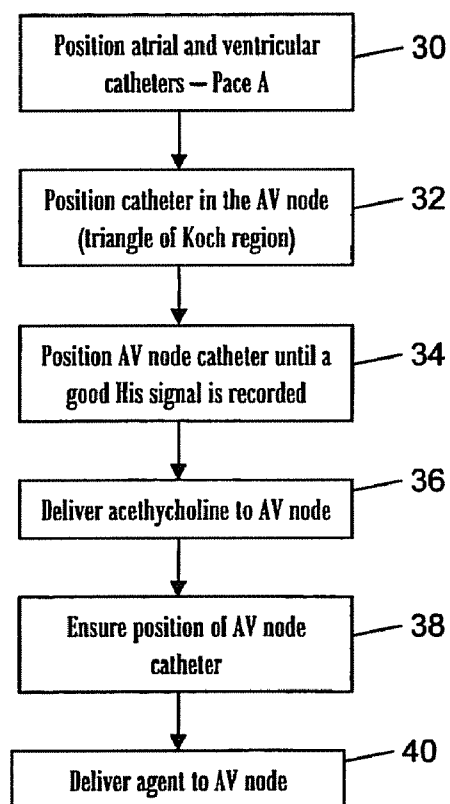 Position atrial and ventricular
catheters – Pace A
30
Position catheter in the AV node
(triangle of Koch region)
32
Position AV node catheter until a
good His signal is recorded
34
Deliver acethycholine to AV node
36
Ensure position of AV node
catheter
38
Deliver agent to AV node
40